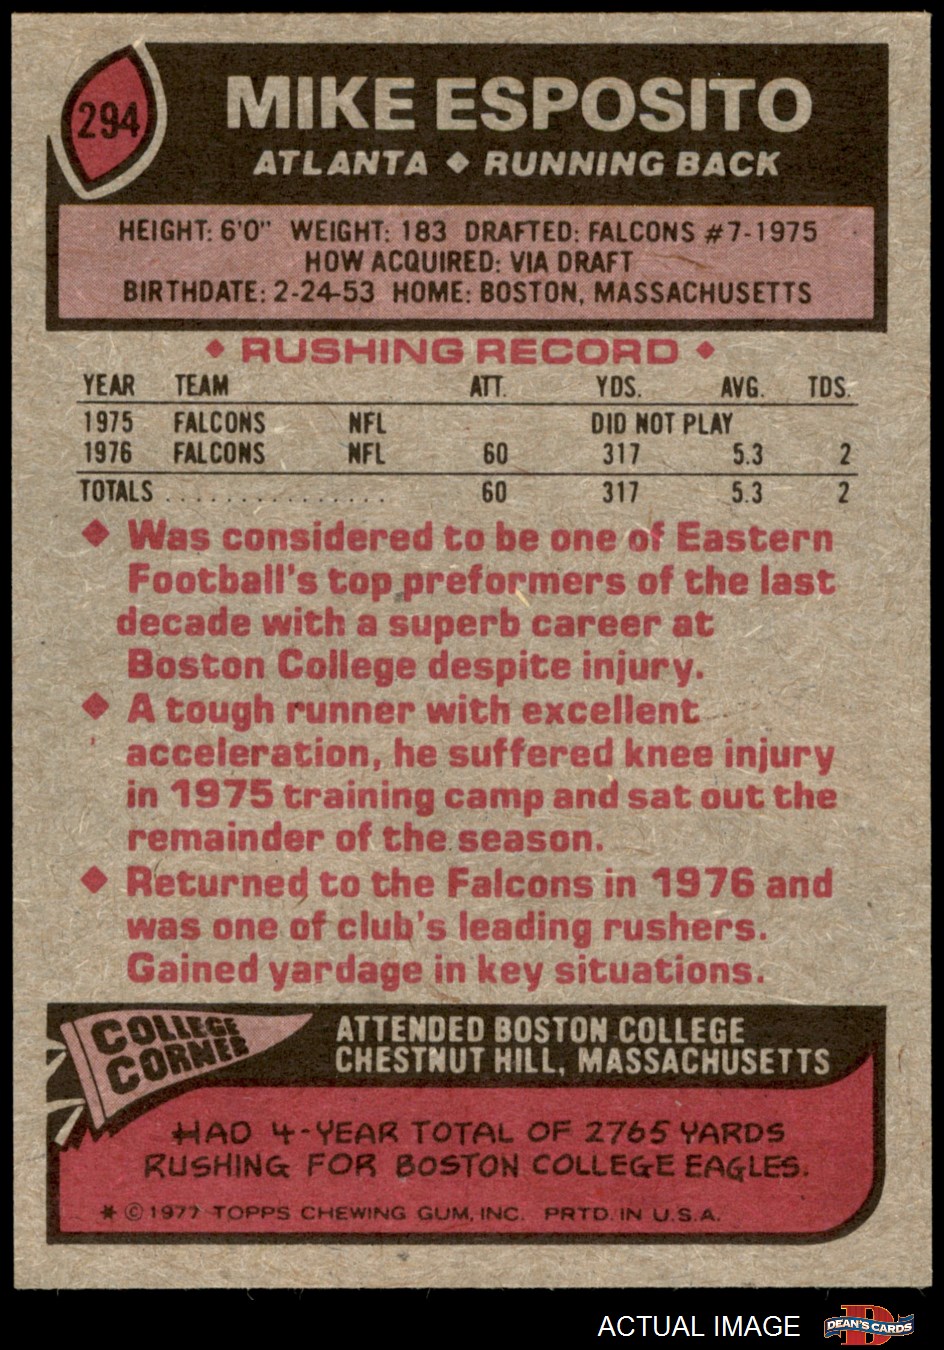 294
MIKE ESPOSITO
ATLANTA ◆ RUNNING BACK
HEIGHT: 6'0" WEIGHT: 183 DRAFTED: FALCONS #7-1975
HOW ACQUIRED: VIA DRAFT
BIRTHDATE: 2-24-53 HOME: BOSTON, MASSACHUSETTS
◆ RUSHING RECORD ◆
YEAR TEAM ATT. YDS. AVG. TDS.
1975 FALCONS NFL DID NOT PLAY
1976 FALCONS NFL 60 317 5.3 2
TOTALS . . . . . . . . . . . . . . 60 317 5.3 2
◆ Was considered to be one of Eastern
Football's top preformers of the last
decade with a superb career at
Boston College despite injury.
◆ A tough runner with excellent
acceleration, he suffered knee injury
in 1975 training camp and sat out the
remainder of the season.
◆ Returned to the Falcons in 1976 and
was one of club's leading rushers.
Gained yardage in key situations.
COLLEGE
CORNER
ATTENDED BOSTON COLLEGE
CHESTNUT HILL, MASSACHUSETTS
HAD 4-YEAR TOTAL OF 2765 YARDS
RUSHING FOR BOSTON COLLEGE EAGLES.
* © 1977 TOPPS CHEWING GUM, INC. PRTD. IN U.S.A.
ACTUAL IMAGE
D
DEAN'S CARDS